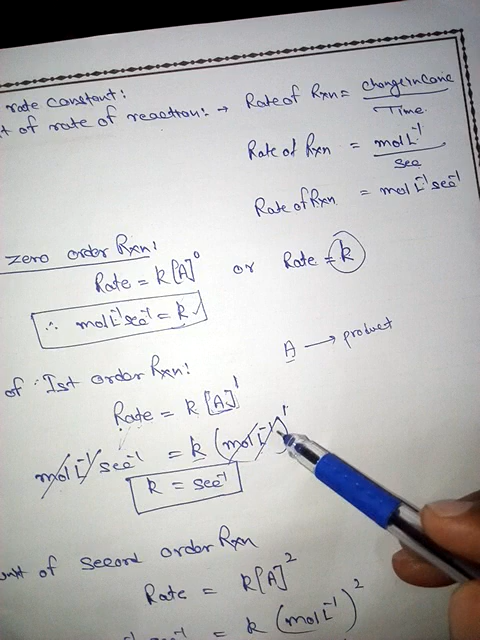 rate constant:
t of rate of reaction: → Rate of Rxn = change in Conc / Time
Rate of Rxn = mol L⁻¹ / sec
Rate of Rxn = mol L⁻¹ sec⁻¹
zero order Rxn:
Rate = k [A]⁰ or Rate = k
∴ mol L⁻¹ sec⁻¹ = k ✓
A → product
of Ist order Rxn:
Rate = k [A]¹
mol L⁻¹ sec⁻¹ = k (mol L⁻¹)¹
k = sec⁻¹
unit of second order Rxn
Rate = k [A]²
= k (mol L⁻¹)²